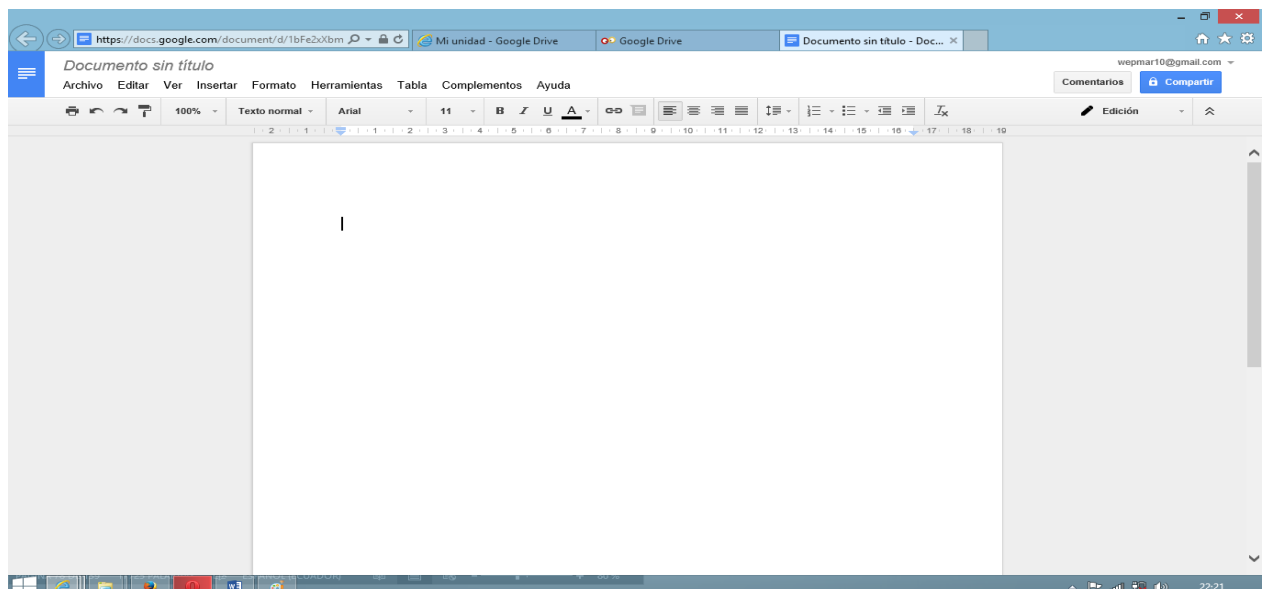 https://docs.google.com/document/d/1bFe2xXbm
Mi unidad - Google Drive
Google Drive
Documento sin título - Doc...
Documento sin título
wepmar10@gmail.com
Archivo Editar Ver Insertar Formato Herramientas Tabla Complementos Ayuda
Comentarios
Compartir
100% Texto normal Arial 11 B I U A Edición
2 1 1 2 3 4 5 6 7 8 9 10 11 12 13 14 15 16 17 18 19
22:21